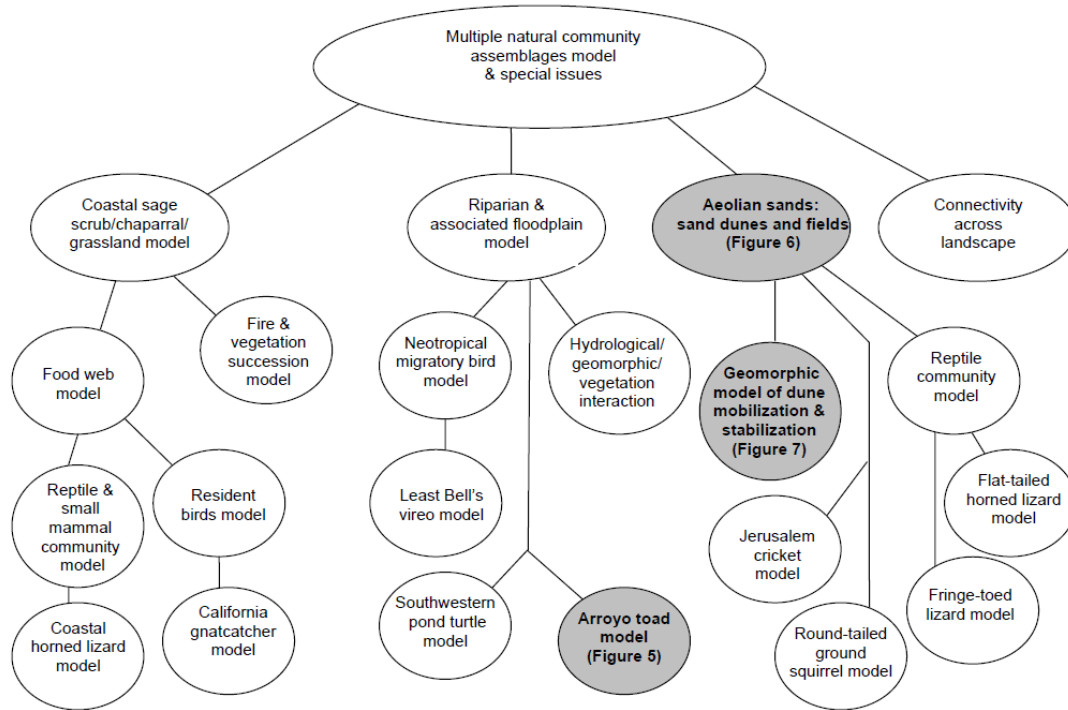 Multiple natural community
assemblages model
& special issues
Coastal sage
scrub/chaparral/
grassland model
Riparian &
associated floodplain
model
Aeolian sands:
sand dunes and fields
(Figure 6)
Connectivity
across
landscape
Fire &
vegetation
succession
model
Food web
model
Neotropical
migratory bird
model
Hydrological/
geomorphic/
vegetation
interaction
Geomorphic
model of dune
mobilization &
stabilization
(Figure 7)
Reptile
community
model
Reptile &
small
mammal
community
model
Resident
birds model
Least Bell's
vireo model
Jerusalem
cricket
model
Flat-tailed
horned lizard
model
Coastal
horned lizard
model
California
gnatcatcher
model
Southwestern
pond turtle
model
Arroyo toad
model
(Figure 5)
Round-tailed
ground
squirrel model
Fringe-toed
lizard model